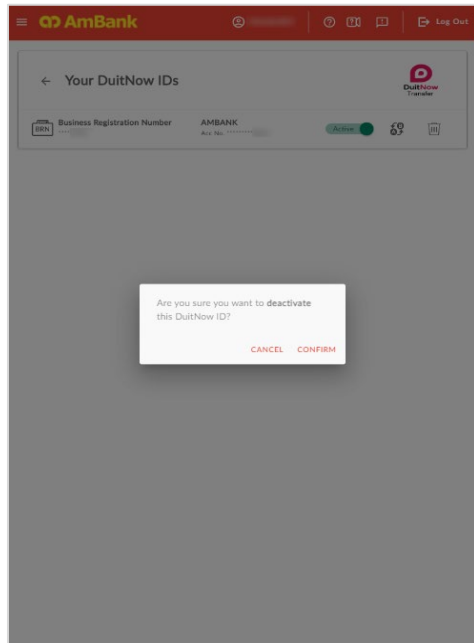 AmBank
Log Out
Your DuitNow IDs
DuitNow
Transfer
BRN
Business Registration Number
AMBANK
Acc No.
Active
Are you sure you want to deactivate
this DuitNow ID?
CANCEL CONFIRM